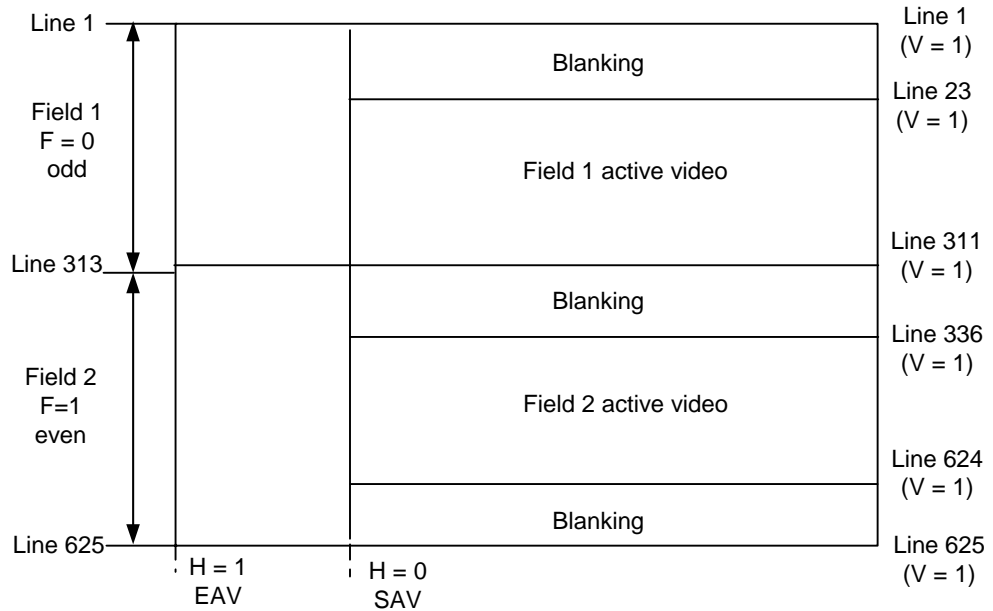 Line 1
Line 1
(V = 1)
Blanking
Line 23
(V = 1)
Field 1
F = 0
odd
Field 1 active video
Line 311
(V = 1)
Line 313
Blanking
Line 336
(V = 1)
Field 2
F=1
even
Field 2 active video
Line 624
(V = 1)
Blanking
Line 625
Line 625
(V = 1)
H = 1
EAV
H = 0
SAV